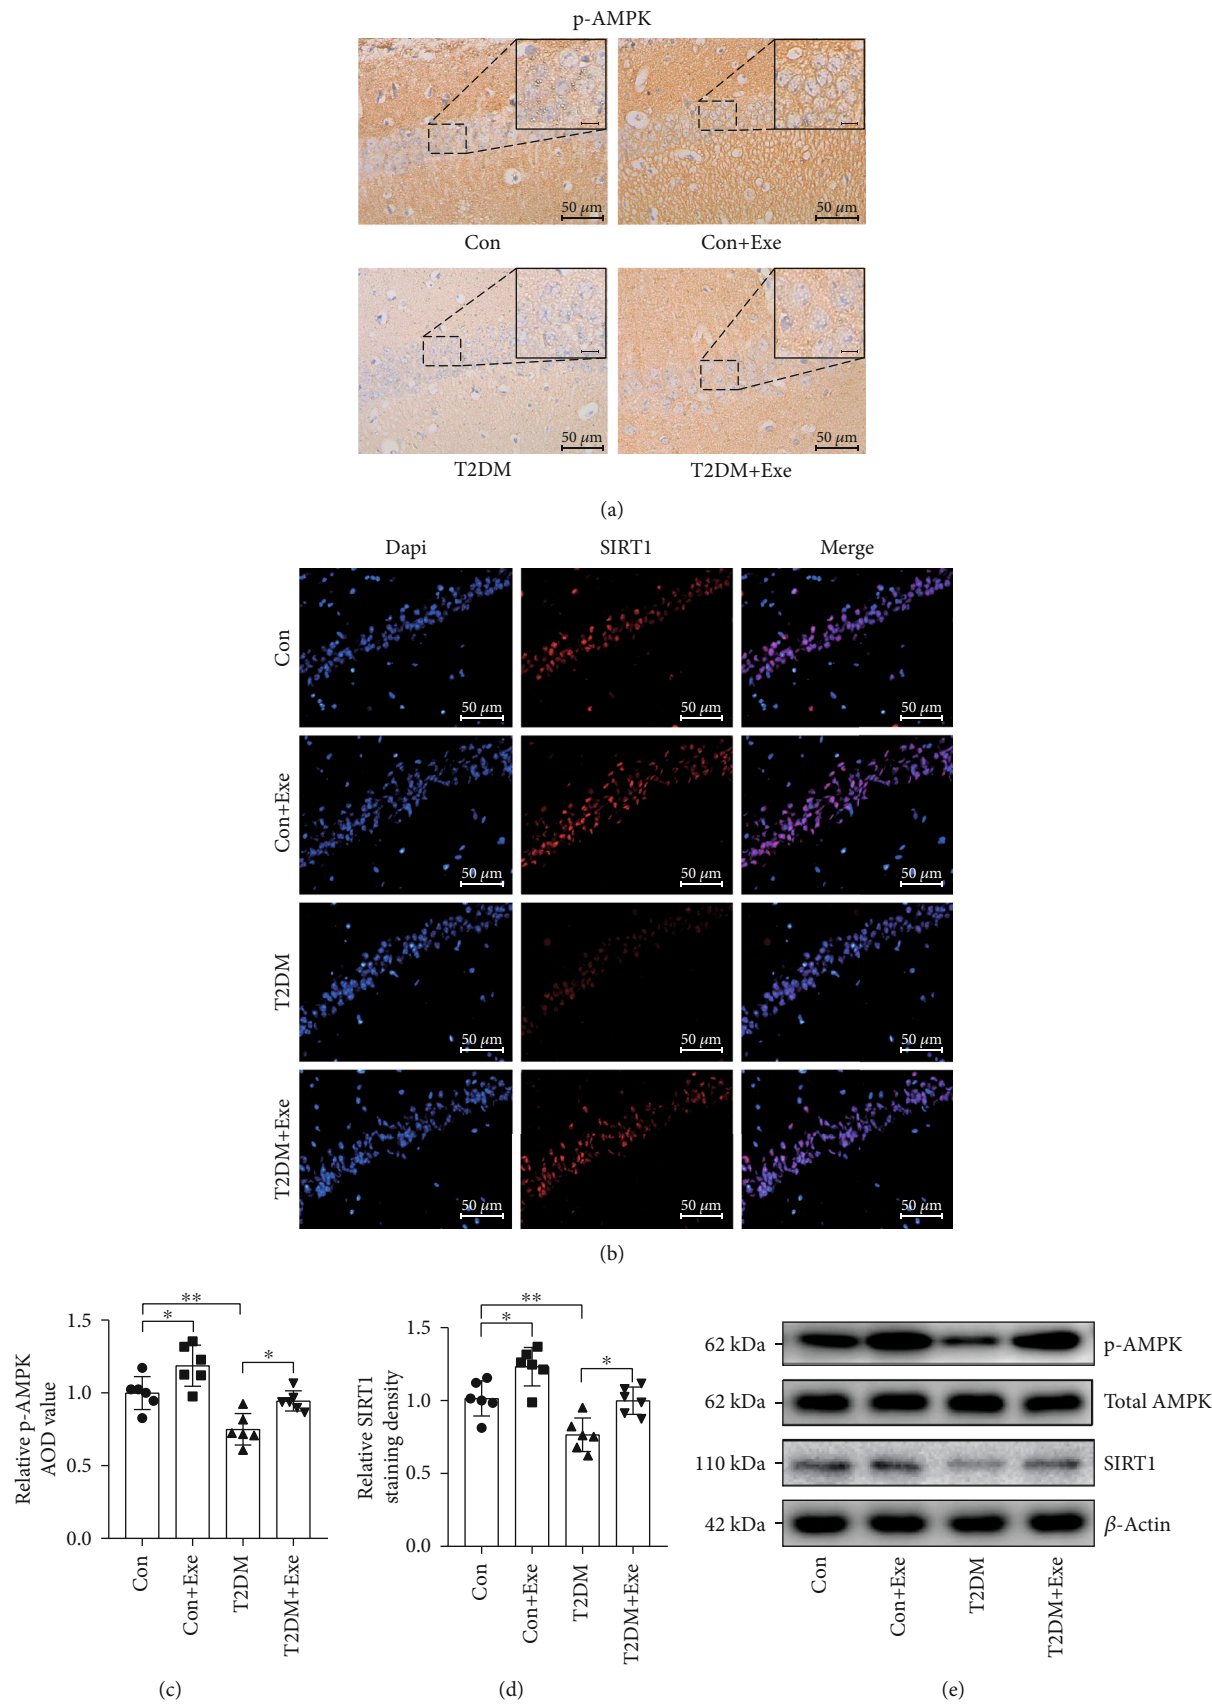 p-AMPK
50 μm
50 μm
Con
Con+Exe
50 μm
50 μm
T2DM
T2DM+Exe
(a)
Dapi
SIRT1
Merge
Con
50 μm
50 μm
50 μm
Con+Exe
50 μm
50 μm
50 μm
T2DM
50 μm
50 μm
50 μm
T2DM+Exe
50 μm
50 μm
50 μm
(b)
Relative p-AMPK
AOD value
1.5
1.0
0.5
0.0
**
*
*
Con
Con+Exe
T2DM
T2DM+Exe
(c)
Relative SIRT1
staining density
1.5
1.0
0.5
0.0
**
*
*
Con
Con+Exe
T2DM
T2DM+Exe
(d)
62 kDa
p-AMPK
62 kDa
Total AMPK
110 kDa
SIRT1
42 kDa
β-Actin
Con
Con+Exe
T2DM
T2DM+Exe
(e)